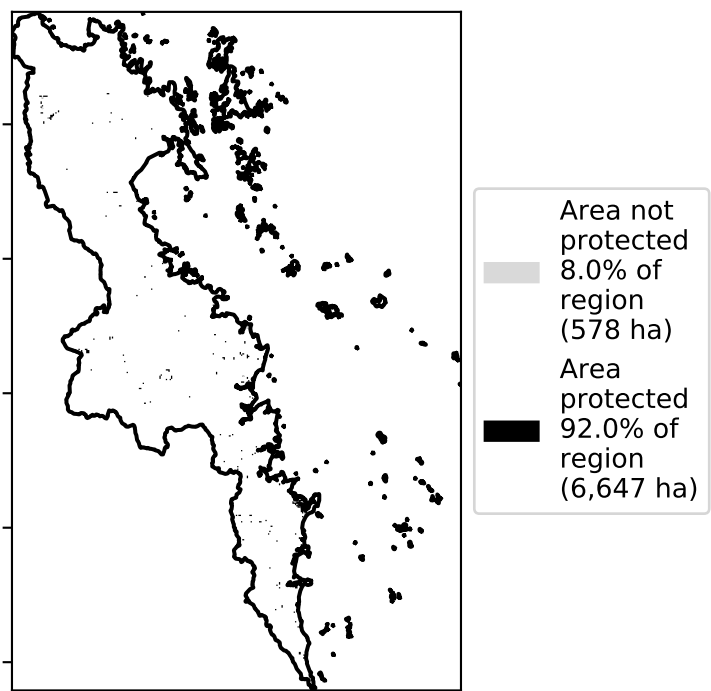 Area not
protected
8.0% of
region
(578 ha)
Area
protected
92.0% of
region
(6,647 ha)